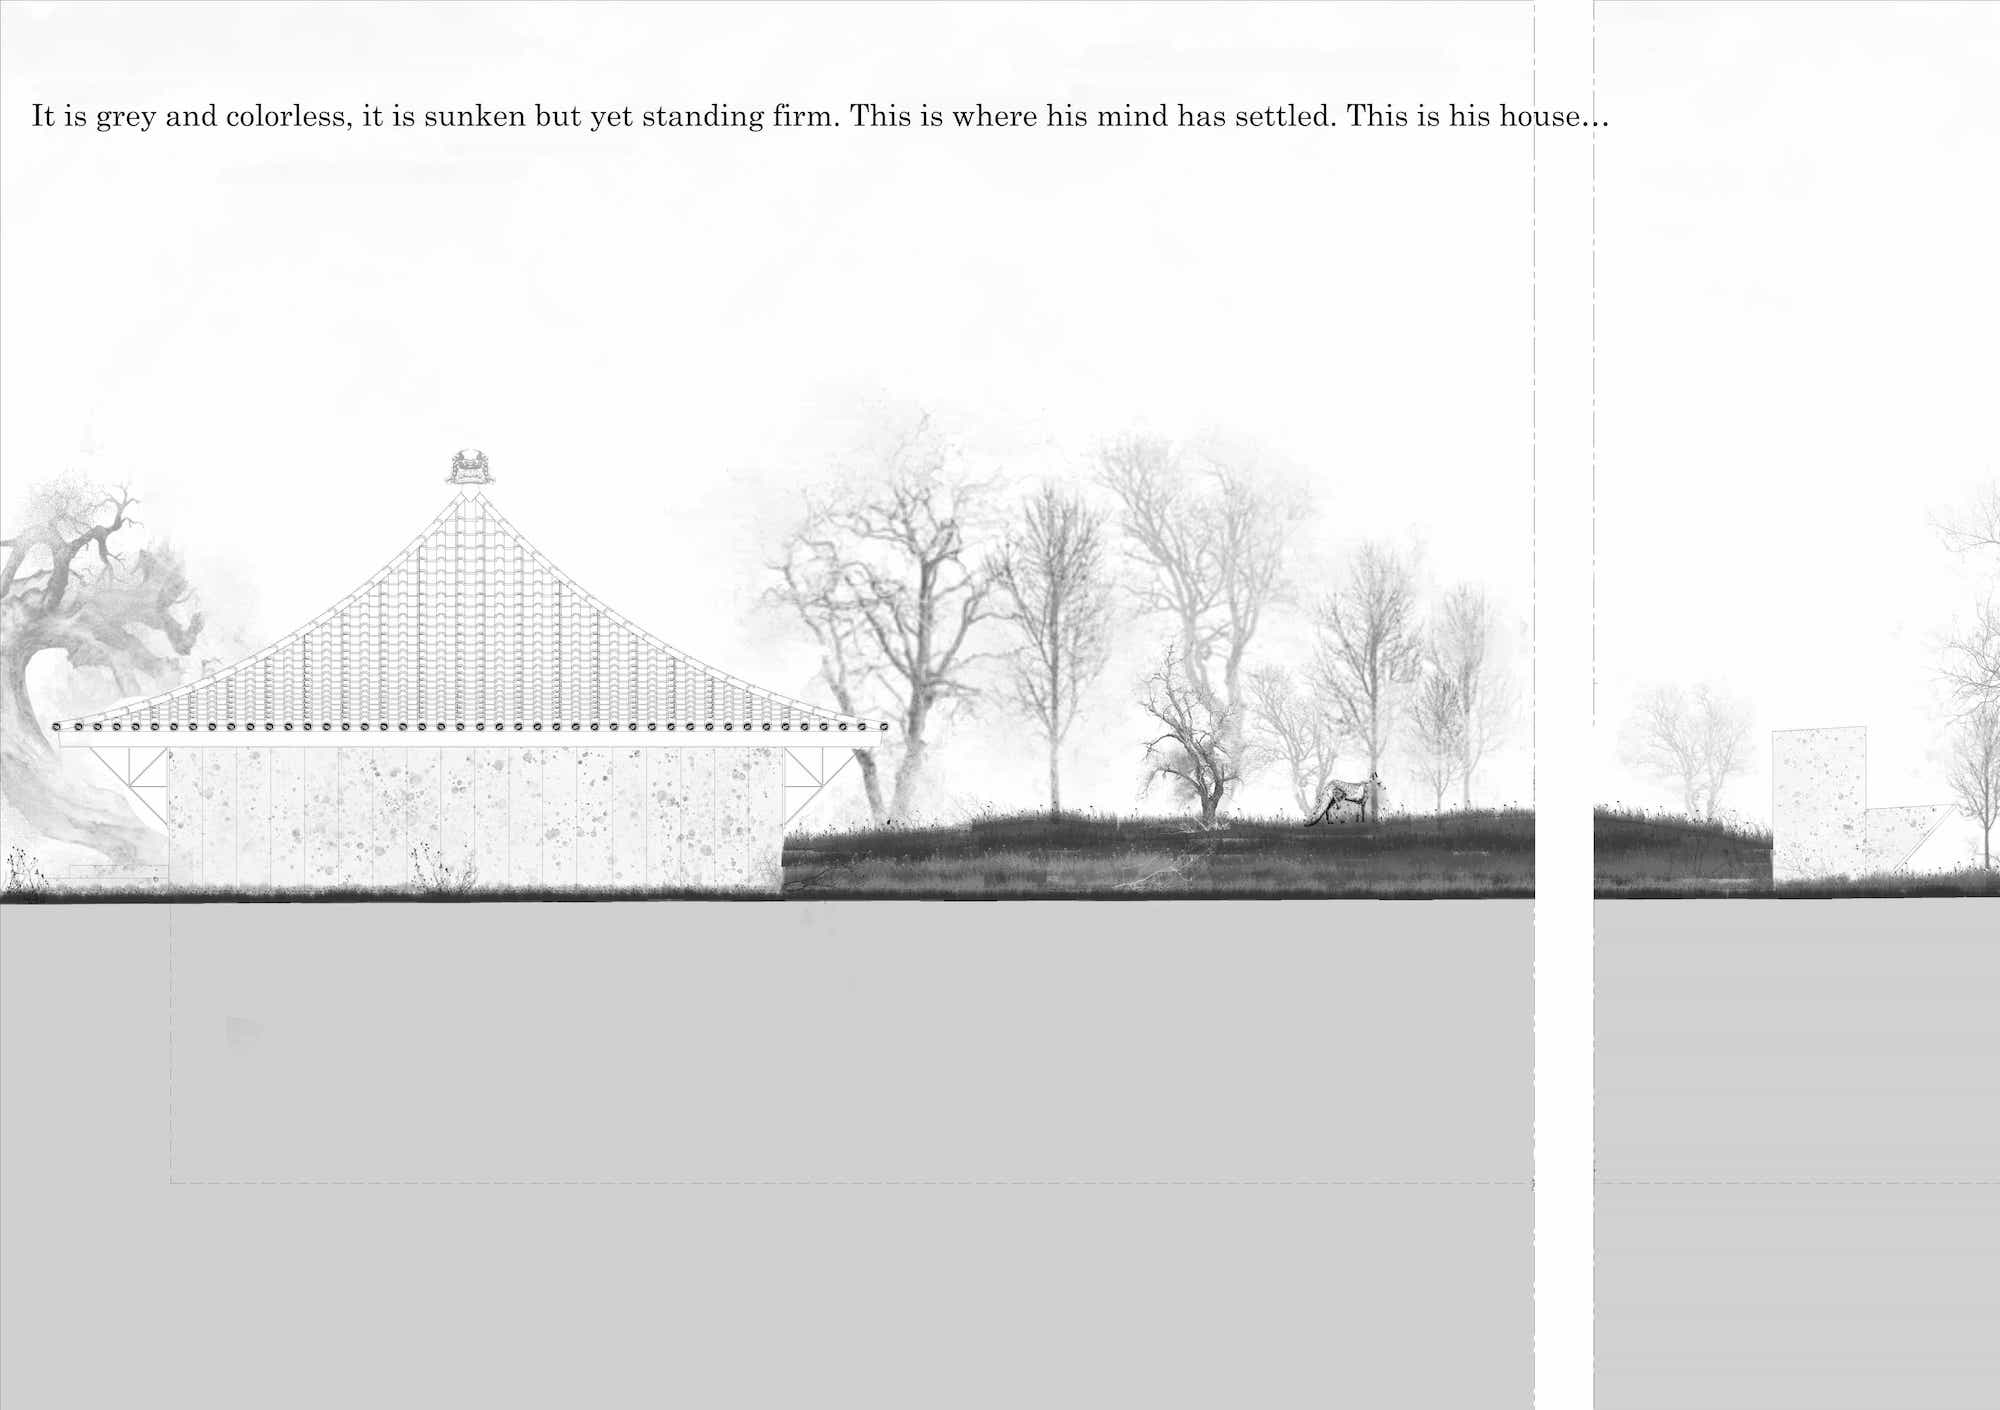 It is grey and colorless, it is sunken but yet standing firm. This is where his mind has settled. This is his house...